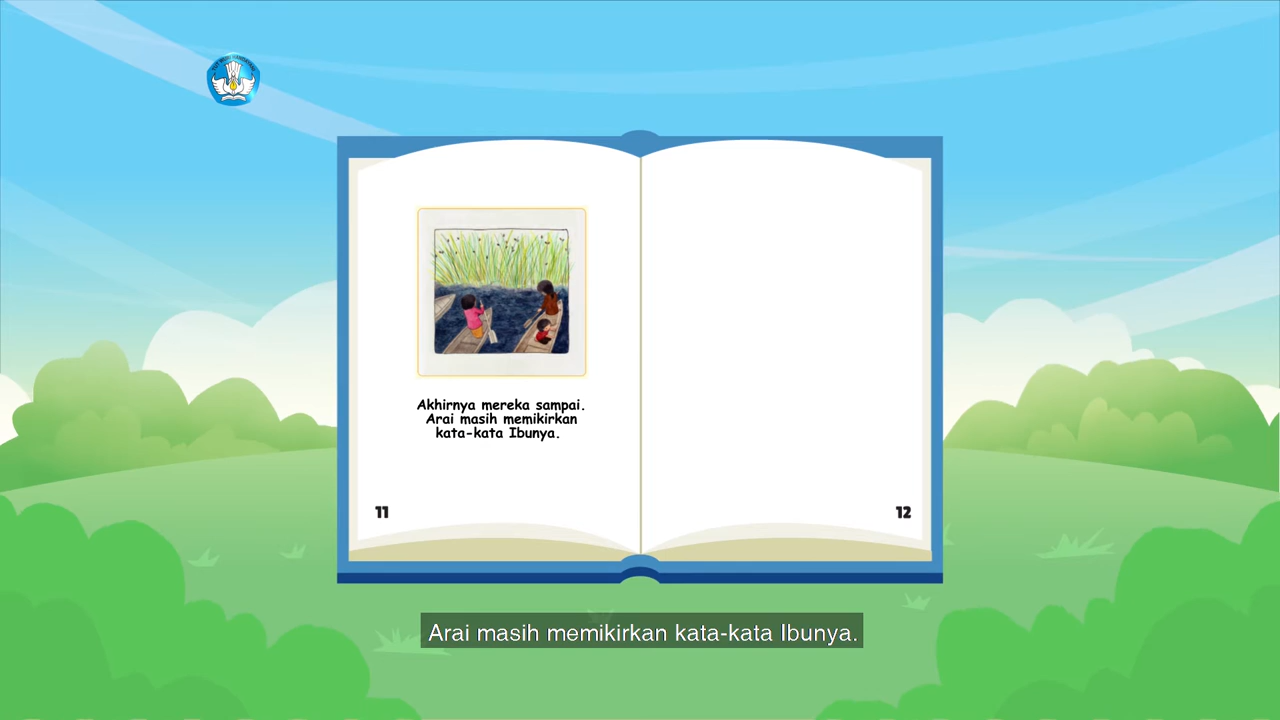 Akhirnya mereka sampai.
Arai masih memikirkan
kata-kata Ibunya.
11
12
Arai masih memikirkan kata-kata Ibunya.